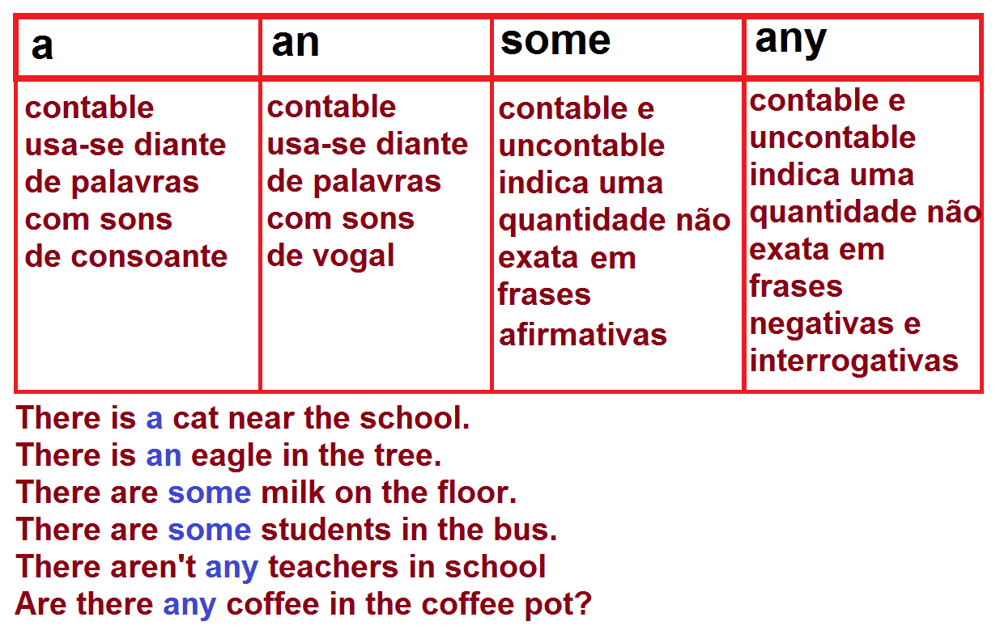 a
an
some
any
contable
usa-se diante
de palavras
com sons
de consoante
contable
usa-se diante
de palavras
com sons
de vogal
contable e
uncontable
indica uma
quantidade não
exata em
frases
afirmativas
contable e
uncontable
indica uma
quantidade não
exata em
frases
negativas e
interrogativas
There is a cat near the school.
There is an eagle in the tree.
There are some milk on the floor.
There are some students in the bus.
There aren't any teachers in school
Are there any coffee in the coffee pot?